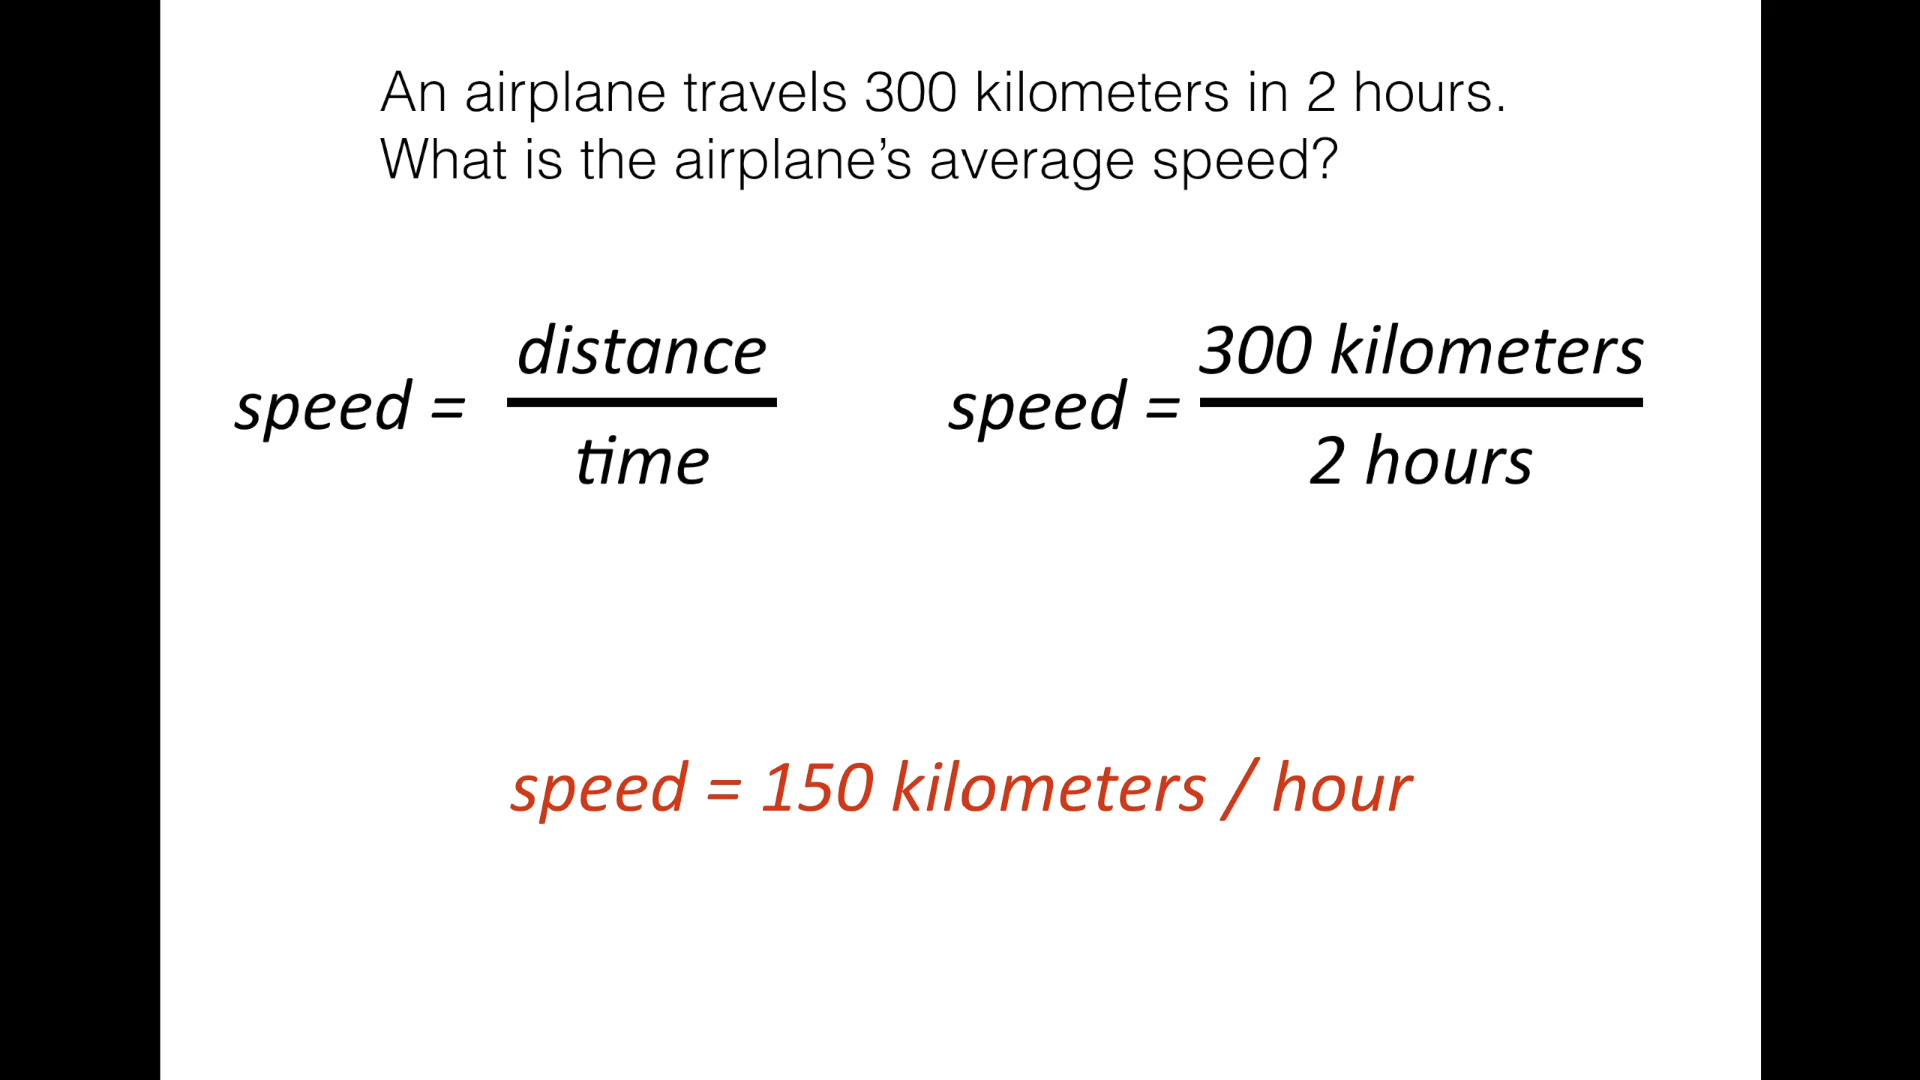 An airplane travels 300 kilometers in 2 hours.
What is the airplane’s average speed?
speed = distance / time
speed = 300 kilometers / 2 hours
speed = 150 kilometers / hour